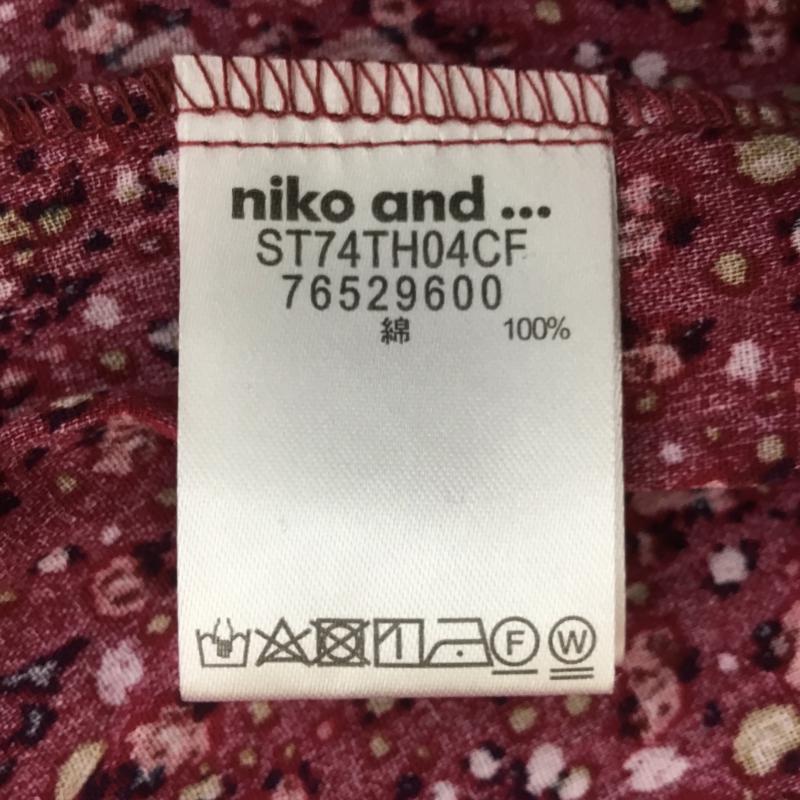 niko and ...
ST74TH04CF
76529600
綿 100%
F W